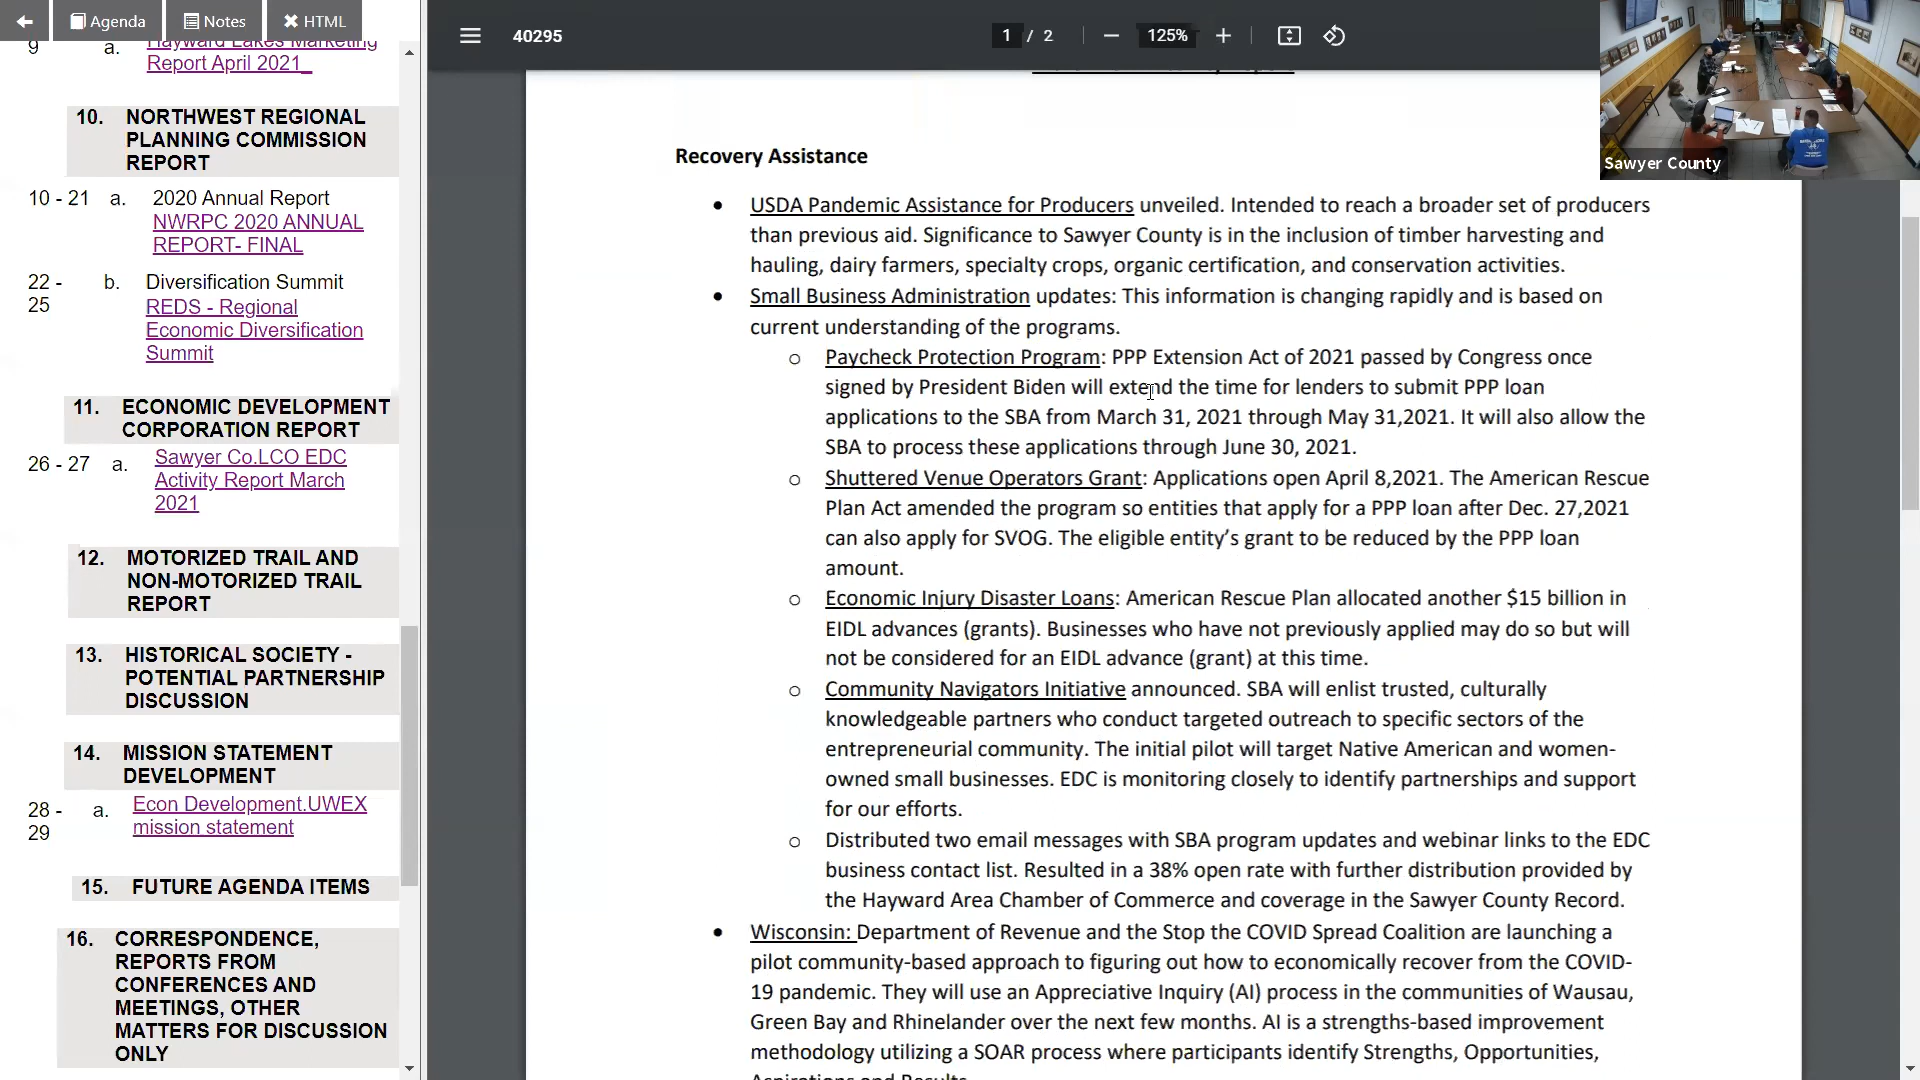 Agenda
Notes
HTML
9 a. Hayward Lakes Marketing
Report April 2021_
10. NORTHWEST REGIONAL
PLANNING COMMISSION
REPORT
10 - 21 a. 2020 Annual Report
NWRPC 2020 ANNUAL
REPORT- FINAL
22 - 25 b. Diversification Summit
REDS - Regional
Economic Diversification
Summit
11. ECONOMIC DEVELOPMENT
CORPORATION REPORT
26 - 27 a. Sawyer Co.LCO EDC
Activity Report March
2021
12. MOTORIZED TRAIL AND
NON-MOTORIZED TRAIL
REPORT
13. HISTORICAL SOCIETY -
POTENTIAL PARTNERSHIP
DISCUSSION
14. MISSION STATEMENT
DEVELOPMENT
28 - 29 a. Econ Development.UWEX
mission statement
15. FUTURE AGENDA ITEMS
16. CORRESPONDENCE,
REPORTS FROM
CONFERENCES AND
MEETINGS, OTHER
MATTERS FOR DISCUSSION
ONLY
40295
1 / 2
125%
Sawyer County
Recovery Assistance
• USDA Pandemic Assistance for Producers unveiled. Intended to reach a broader set of producers
than previous aid. Significance to Sawyer County is in the inclusion of timber harvesting and
hauling, dairy farmers, specialty crops, organic certification, and conservation activities.
• Small Business Administration updates: This information is changing rapidly and is based on
current understanding of the programs.
o Paycheck Protection Program: PPP Extension Act of 2021 passed by Congress once
signed by President Biden will extend the time for lenders to submit PPP loan
applications to the SBA from March 31, 2021 through May 31,2021. It will also allow the
SBA to process these applications through June 30, 2021.
o Shuttered Venue Operators Grant: Applications open April 8,2021. The American Rescue
Plan Act amended the program so entities that apply for a PPP loan after Dec. 27,2021
can also apply for SVOG. The eligible entity’s grant to be reduced by the PPP loan
amount.
o Economic Injury Disaster Loans: American Rescue Plan allocated another $15 billion in
EIDL advances (grants). Businesses who have not previously applied may do so but will
not be considered for an EIDL advance (grant) at this time.
o Community Navigators Initiative announced. SBA will enlist trusted, culturally
knowledgeable partners who conduct targeted outreach to specific sectors of the
entrepreneurial community. The initial pilot will target Native American and women-
owned small businesses. EDC is monitoring closely to identify partnerships and support
for our efforts.
o Distributed two email messages with SBA program updates and webinar links to the EDC
business contact list. Resulted in a 38% open rate with further distribution provided by
the Hayward Area Chamber of Commerce and coverage in the Sawyer County Record.
• Wisconsin: Department of Revenue and the Stop the COVID Spread Coalition are launching a
pilot community-based approach to figuring out how to economically recover from the COVID-
19 pandemic. They will use an Appreciative Inquiry (AI) process in the communities of Wausau,
Green Bay and Rhinelander over the next few months. AI is a strengths-based improvement
methodology utilizing a SOAR process where participants identify Strengths, Opportunities,
Aspirations and Results